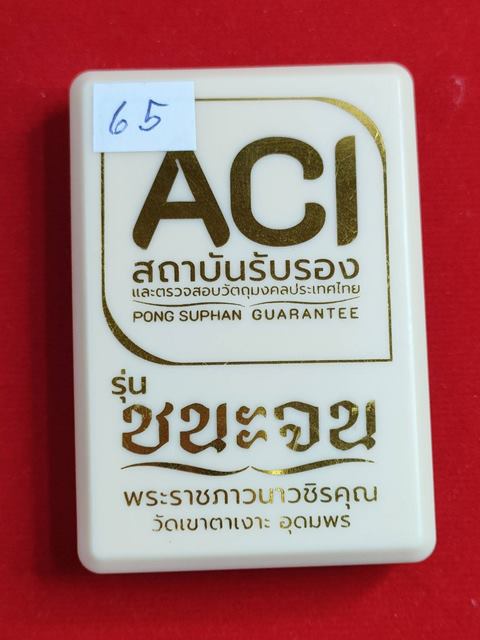 65
ACI
สถาบันรับรอง
และตรวจสอบวัตถุมงคลประเทศไทย
PONG SUPHAN GUARANTEE
รุ่น
ชนะจน
พระราชภาวนาวชิรคุณ
วัดเขาตาเงาะ อุดมพร